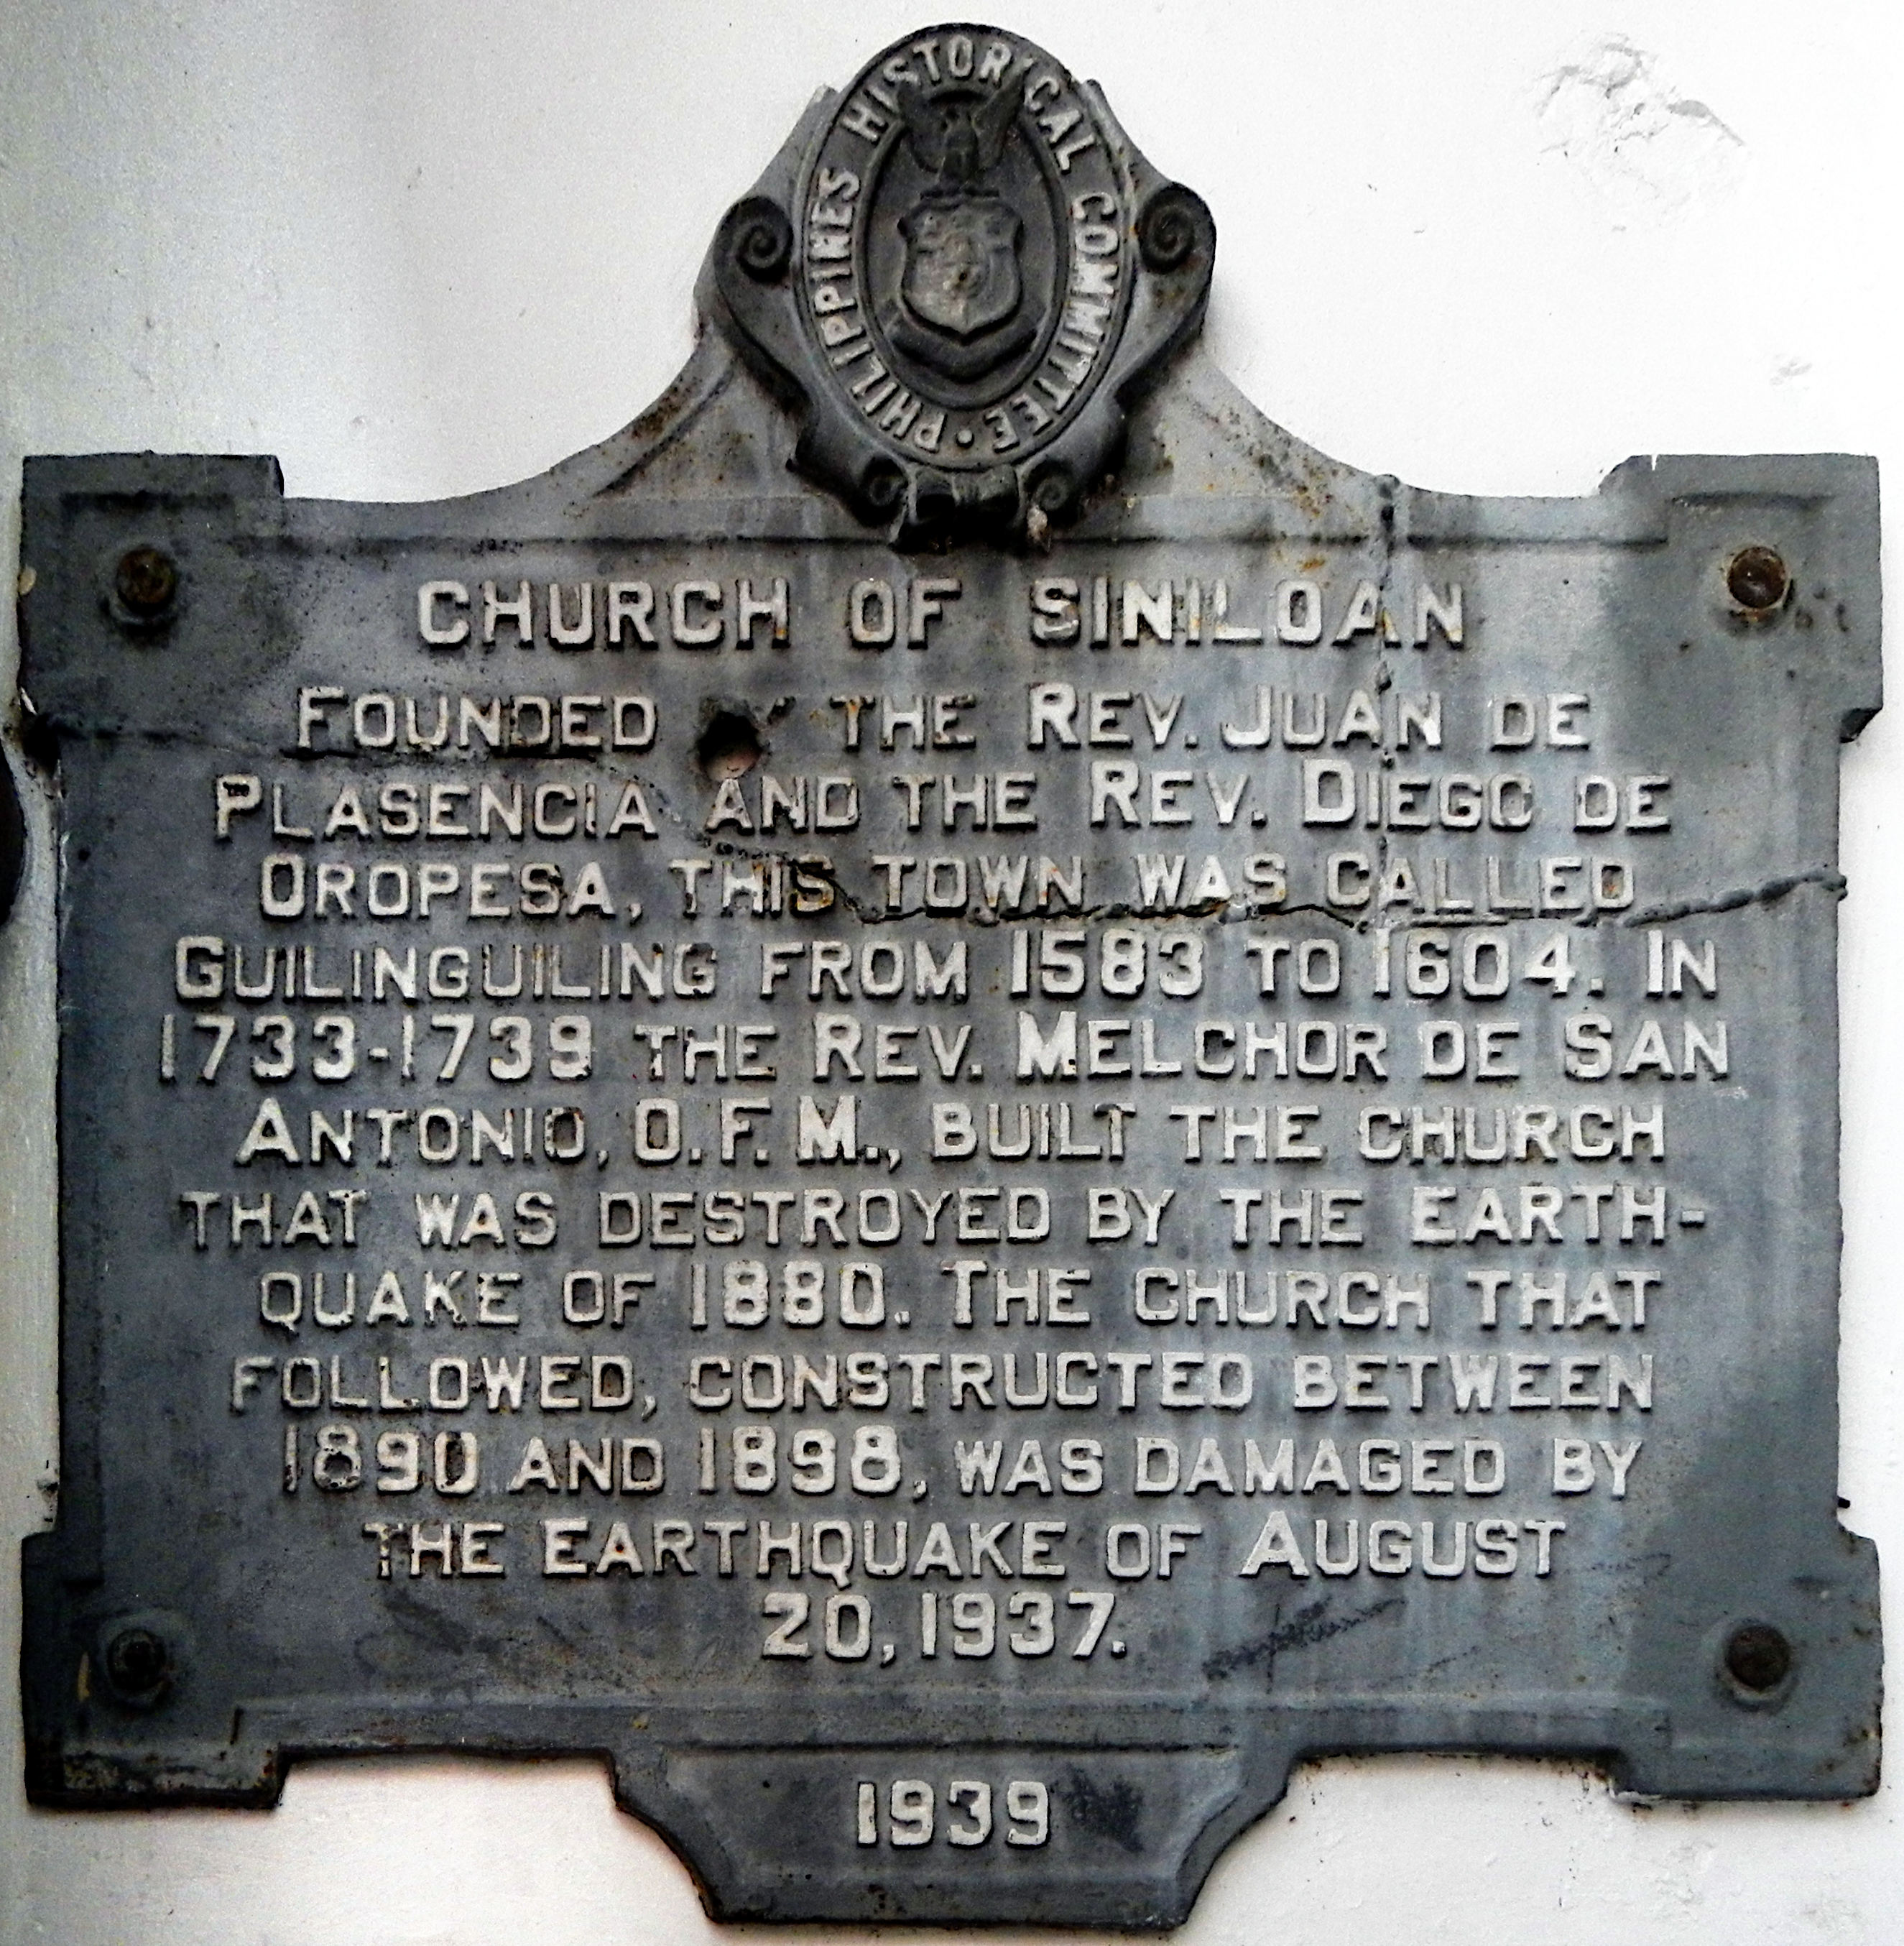 PHILIPPINES HISTORICAL COMMITTEE
CHURCH OF SINILOAN
FOUNDED THE REV. JUAN DE
PLASENCIA AND THE REV. DIEGO DE
OROPESA, THIS TOWN WAS CALLED
GUILINGUILING FROM 1583 TO 1604. IN
1733-1739 THE REV. MELCHOR DE SAN
ANTONIO, O.F.M., BUILT THE CHURCH
THAT WAS DESTROYED BY THE EARTH-
QUAKE OF 1880. THE CHURCH THAT
FOLLOWED, CONSTRUCTED BETWEEN
1890 AND 1898, WAS DAMAGED BY
THE EARTHQUAKE OF AUGUST
20, 1937.
1939